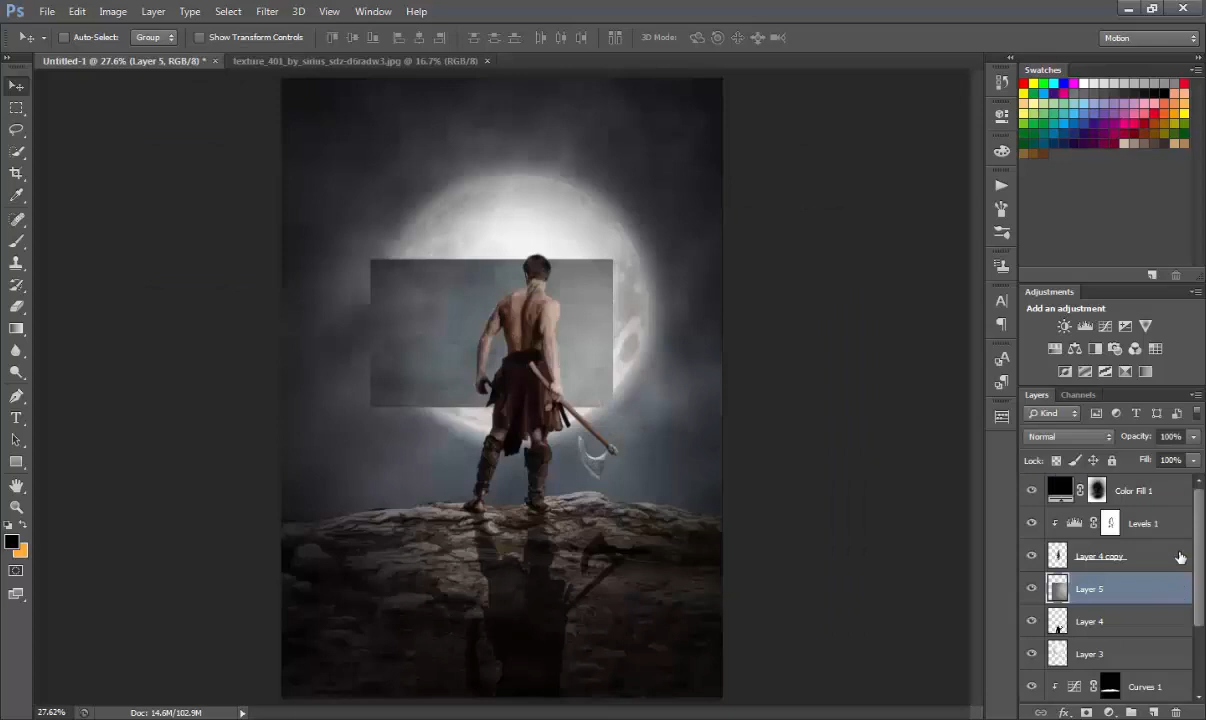 Ps File Edit Image Layer Type Select Filter 3D View Window Help
Auto-Select: Group Show Transform Controls 3D Mode: Motion
Untitled-1 @ 27.6% (Layer 5, RGB/8) * × texture_401_by_sirius_sdz-d6radw3.jpg @ 16.7% (RGB/8) ×
Swatches
Adjustments
Add an adjustment
Layers Channels
Kind
Normal Opacity: 100%
Lock: Fill: 100%
Color Fill 1
Levels 1
Layer 4 copy
Layer 5
Layer 4
Layer 3
Curves 1
27.62% Doc: 14.6M/102.9M